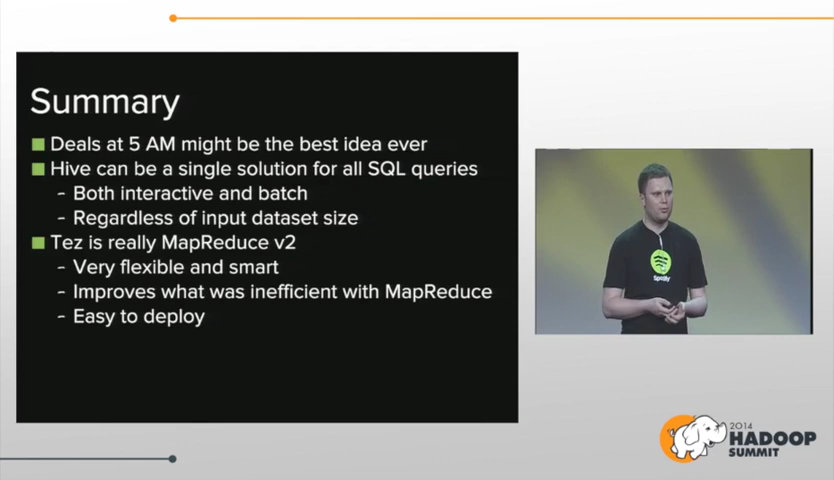 Summary
Deals at 5 AM might be the best idea ever
Hive can be a single solution for all SQL queries
- Both interactive and batch
- Regardless of input dataset size
Tez is really MapReduce v2
- Very flexible and smart
- Improves what was inefficient with MapReduce
- Easy to deploy
Spotify
2014
HADOOP
SUMMIT